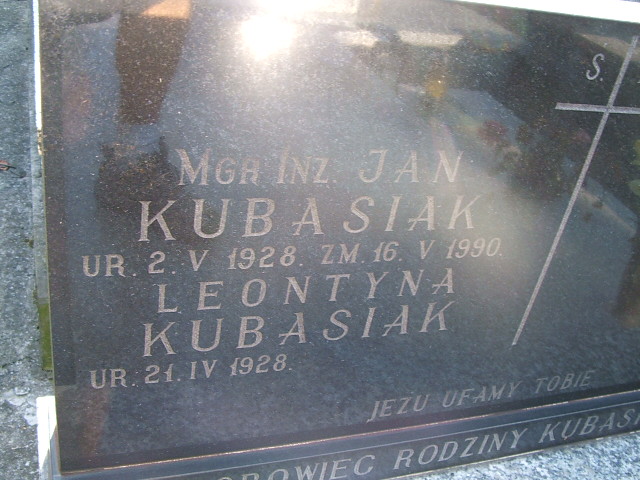 S.
MGR INŻ. JAN
KUBASIAK
UR. 2. V 1928. ZM. 16. V 1990.
LEONTYNA
KUBASIAK
UR. 21. IV 1928.
JEZU UFAMY TOBIE
RODZINY